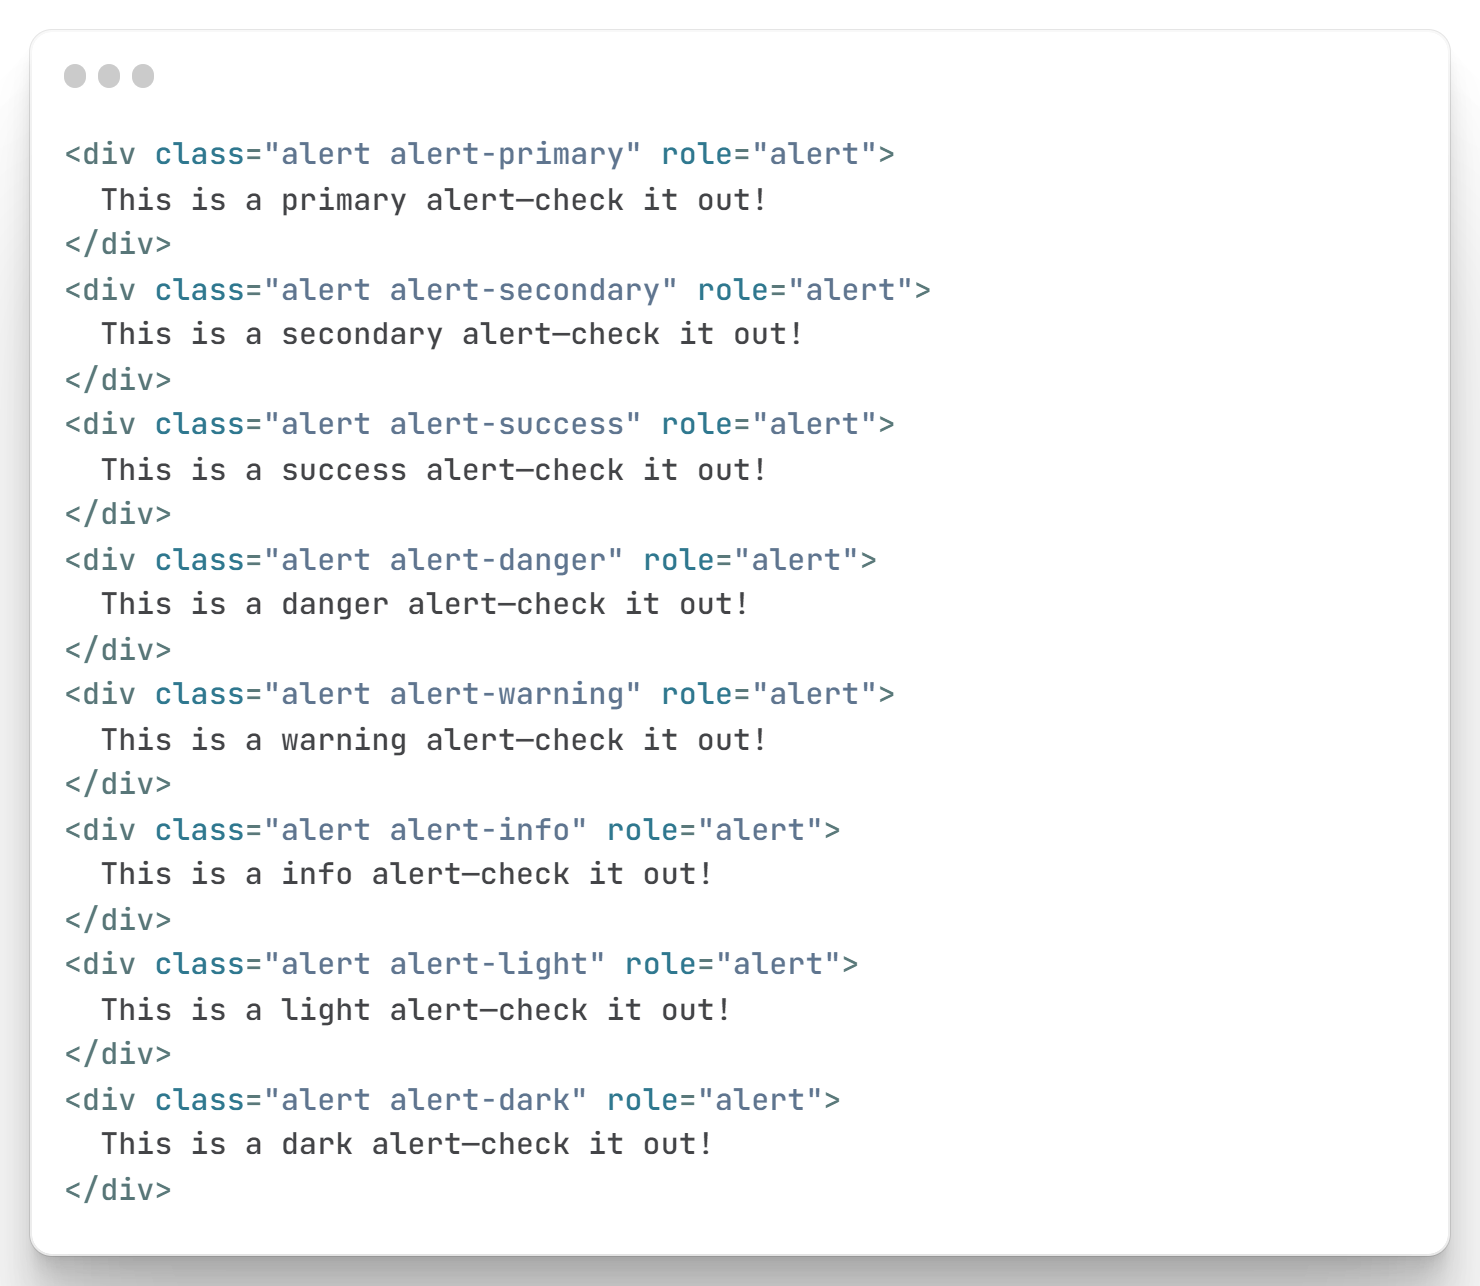 <div class="alert alert-primary" role="alert">
  This is a primary alert—check it out!
</div>
<div class="alert alert-secondary" role="alert">
  This is a secondary alert—check it out!
</div>
<div class="alert alert-success" role="alert">
  This is a success alert—check it out!
</div>
<div class="alert alert-danger" role="alert">
  This is a danger alert—check it out!
</div>
<div class="alert alert-warning" role="alert">
  This is a warning alert—check it out!
</div>
<div class="alert alert-info" role="alert">
  This is a info alert—check it out!
</div>
<div class="alert alert-light" role="alert">
  This is a light alert—check it out!
</div>
<div class="alert alert-dark" role="alert">
  This is a dark alert—check it out!
</div>